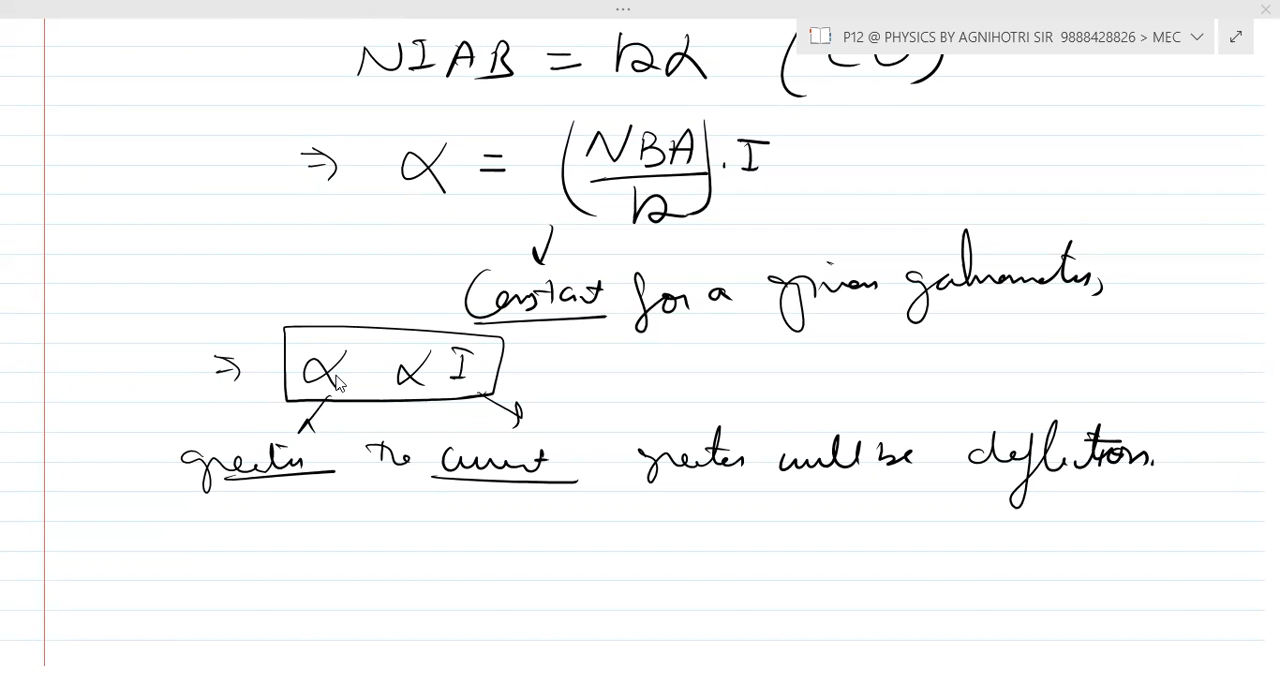 ...
P12 @ PHYSICS BY AGNIHOTRI SIR 9888428826 > MEC
NIAB = kα
⇒ α = (NBA/k) . I
Constant for a given galvanometer,
⇒ α ∝ I
greater the current greater will be deflection.